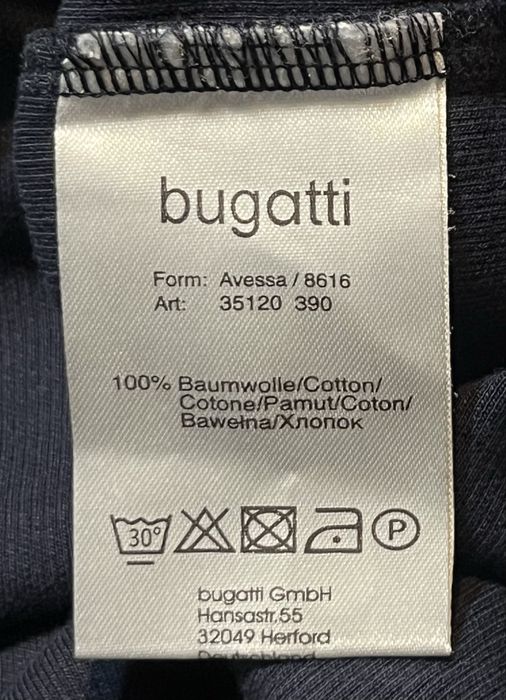 bugatti
Form: Avessa / 8616
Art: 35120 390
100% Baumwolle/Cotton/
Cotone/Pamut/Coton/
Bawełna/Хлопок
30° P
bugatti GmbH
Hansastr.55
32049 Herford
Deutschland